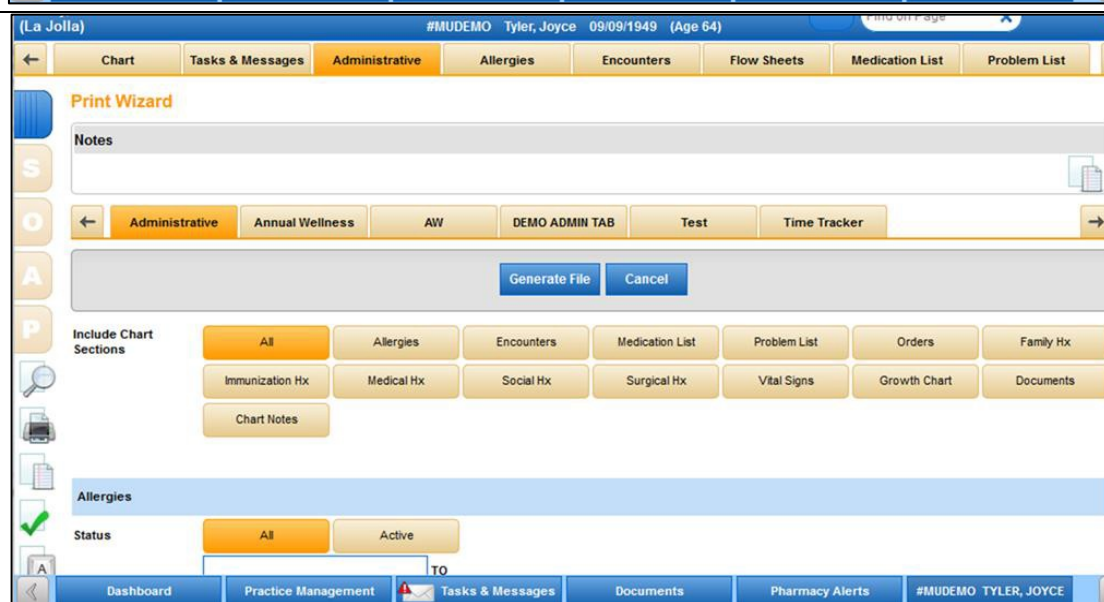 (La Jolla) #MUDEMO Tyler, Joyce 09/09/1949 (Age 64) Find on Page
Chart Tasks & Messages Administrative Allergies Encounters Flow Sheets Medication List Problem List
Print Wizard
Notes
S
O
A
P
Administrative Annual Wellness AW DEMO ADMIN TAB Test Time Tracker
Generate File Cancel
Include Chart Sections
All Allergies Encounters Medication List Problem List Orders Family Hx
Immunization Hx Medical Hx Social Hx Surgical Hx Vital Signs Growth Chart Documents
Chart Notes
Allergies
Status All Active
TO
A
Dashboard Practice Management Tasks & Messages Documents Pharmacy Alerts #MUDEMO TYLER, JOYCE